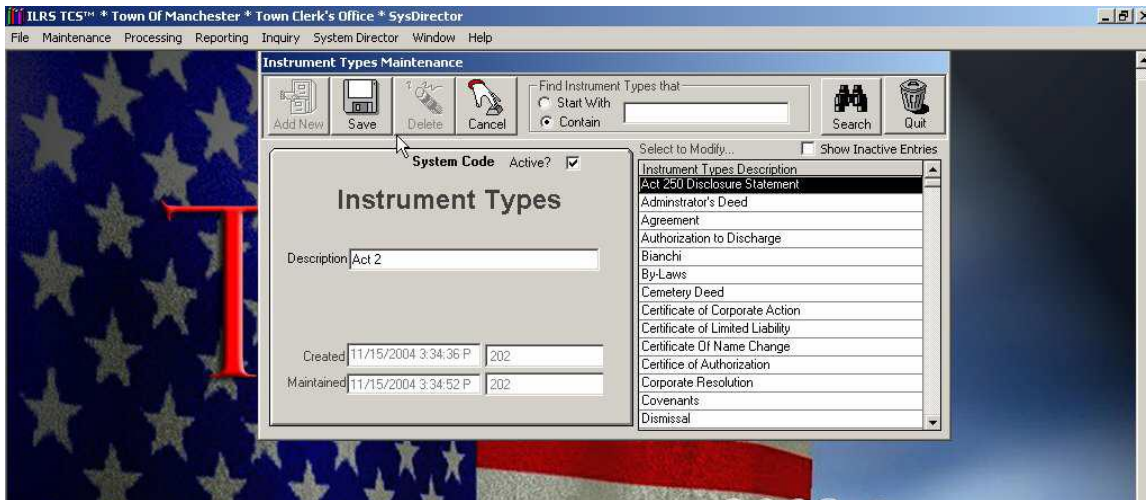 ILRS TCS™ * Town Of Manchester * Town Clerk's Office * SysDirector
File Maintenance Processing Reporting Inquiry System Director Window Help
Instrument Types Maintenance
Add New Save Delete Cancel
Find Instrument Types that
Start With
Contain
Search Quit
System Code Active?
Instrument Types
Description Act 2
Created 11/15/2004 3:34:36 P 202
Maintained 11/15/2004 3:34:52 P 202
Select to Modify... Show Inactive Entries
Instrument Types Description
Act 250 Disclosure Statement
Adminstrator's Deed
Agreement
Authorization to Discharge
Bianchi
By-Laws
Cemetery Deed
Certificate of Corporate Action
Certificate of Limited Liability
Certificate Of Name Change
Certifice of Authorization
Corporate Resolution
Covenants
Dismissal